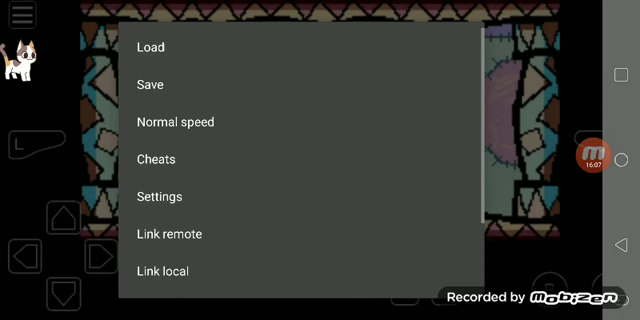 Load
Save
Normal speed
Cheats
Settings
Link remote
Link local
L
16:07
Recorded by mobizen